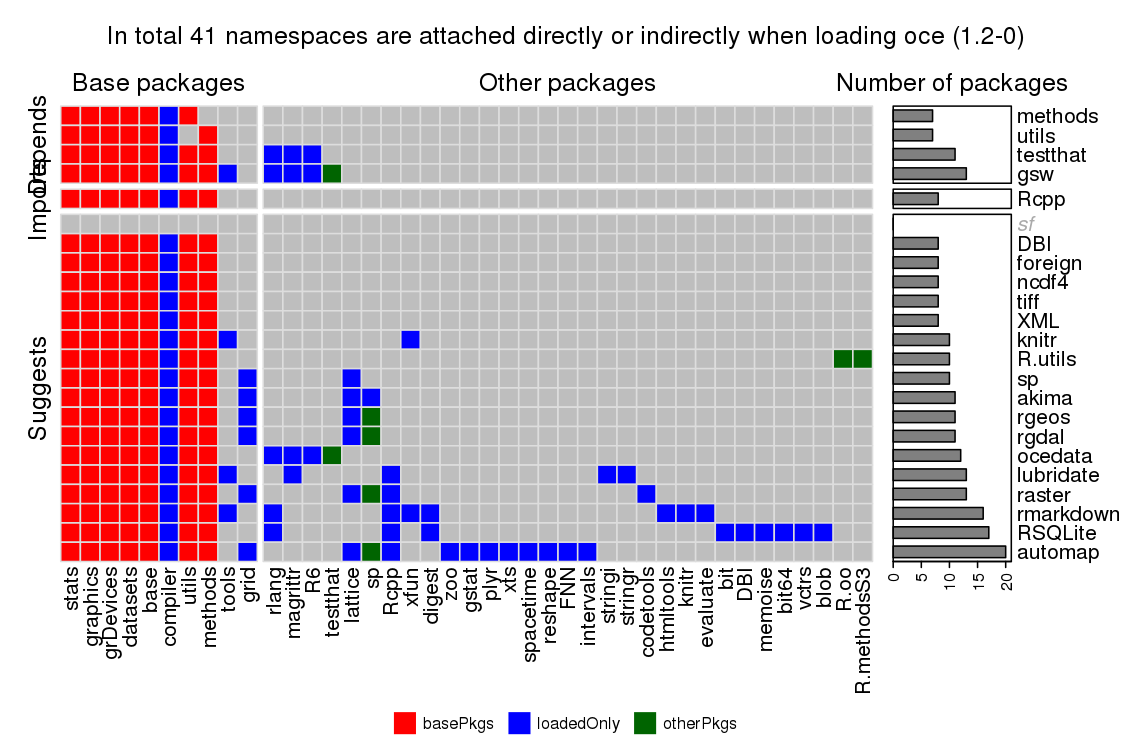 In total 41 namespaces are attached directly or indirectly when loading oce (1.2-0)
Base packages
Other packages
Number of packages
Depends
Imports
Suggests
methods
utils
testthat
gsw
Rcpp
sf
DBI
foreign
ncdf4
tiff
XML
knitr
R.utils
sp
akima
rgeos
rgdal
ocedata
lubridate
raster
rmarkdown
RSQLite
automap
stats
graphics
grDevices
datasets
base
compiler
utils
methods
tools
grid
rlang
magrittr
R6
testthat
lattice
sp
Rcpp
xfun
digest
zoo
gstat
plyr
xts
spacetime
reshape
FNN
intervals
stringi
stringr
codetools
htmltools
knitr
evaluate
bit
DBI
memoise
bit64
vctrs
blob
R.oo
R.methodsS3
0
5
10
15
20
basePkgs
loadedOnly
otherPkgs